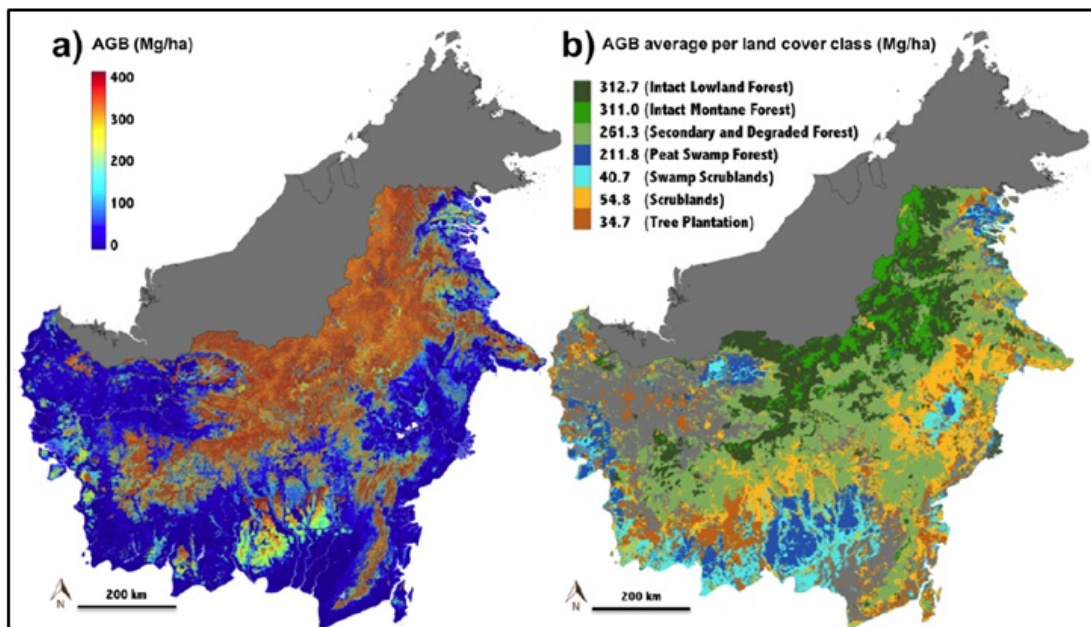 a) AGB (Mg/ha)
400
300
200
100
0
N
200 km
b) AGB average per land cover class (Mg/ha)
312.7 (Intact Lowland Forest)
311.0 (Intact Montane Forest)
261.3 (Secondary and Degraded Forest)
211.8 (Peat Swamp Forest)
40.7 (Swamp Scrublands)
54.8 (Scrublands)
34.7 (Tree Plantation)
N
200 km